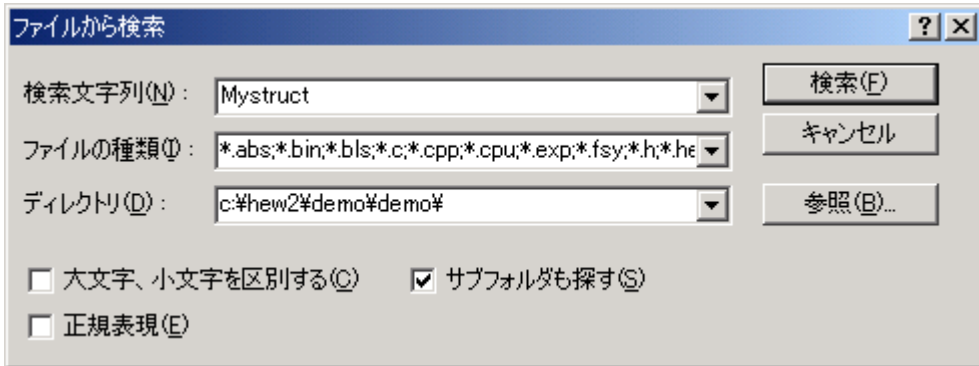 ファイルから検索
検索文字列(N)： Mystruct 検索(F)
キャンセル
ファイルの種類(I)： *.abs;*.bin;*.bls;*.c;*.cpp;*.cpu;*.exp;*.fsy;*.h;*.he
ディレクトリ(D)： c:¥hew2¥demo¥demo¥ 参照(B)...
大文字、小文字を区別する(C) サブフォルダも探す(S)
正規表現(E)